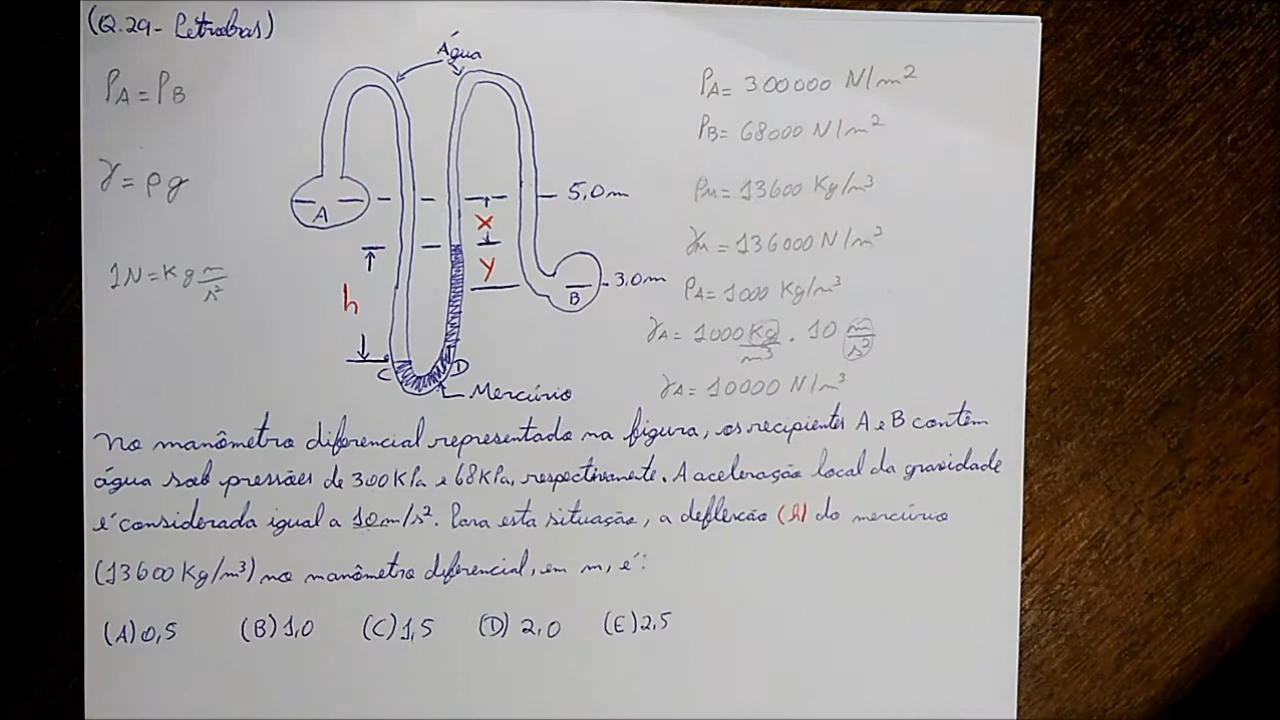 (Q.29- Petrobras)
Água
PA = PB
γ = ρg
1N = kg m/s²
A
5,0m
x
h
y
B
3,0m
C
D
Mercúrio
PA = 300000 N/m²
PB = 68000 N/m²
ρM = 13600 Kg/m³
γM = 136000 N/m³
ρA = 1000 Kg/m³
γA = 1000 kg/m³ . 10 m/s²
γA = 10000 N/m³
No manômetro diferencial representado na figura, os recipientes A e B contêm
água sob pressões de 300KPa e 68KPa, respectivamente. A aceleração local da gravidade
é considerada igual a 10m/s². Para esta situação, a deflexão (h) do mercúrio
(13600 Kg/m³) no manômetro diferencial, em m, é:
(A) 0,5 (B) 1,0 (C) 1,5 (D) 2,0 (E) 2,5